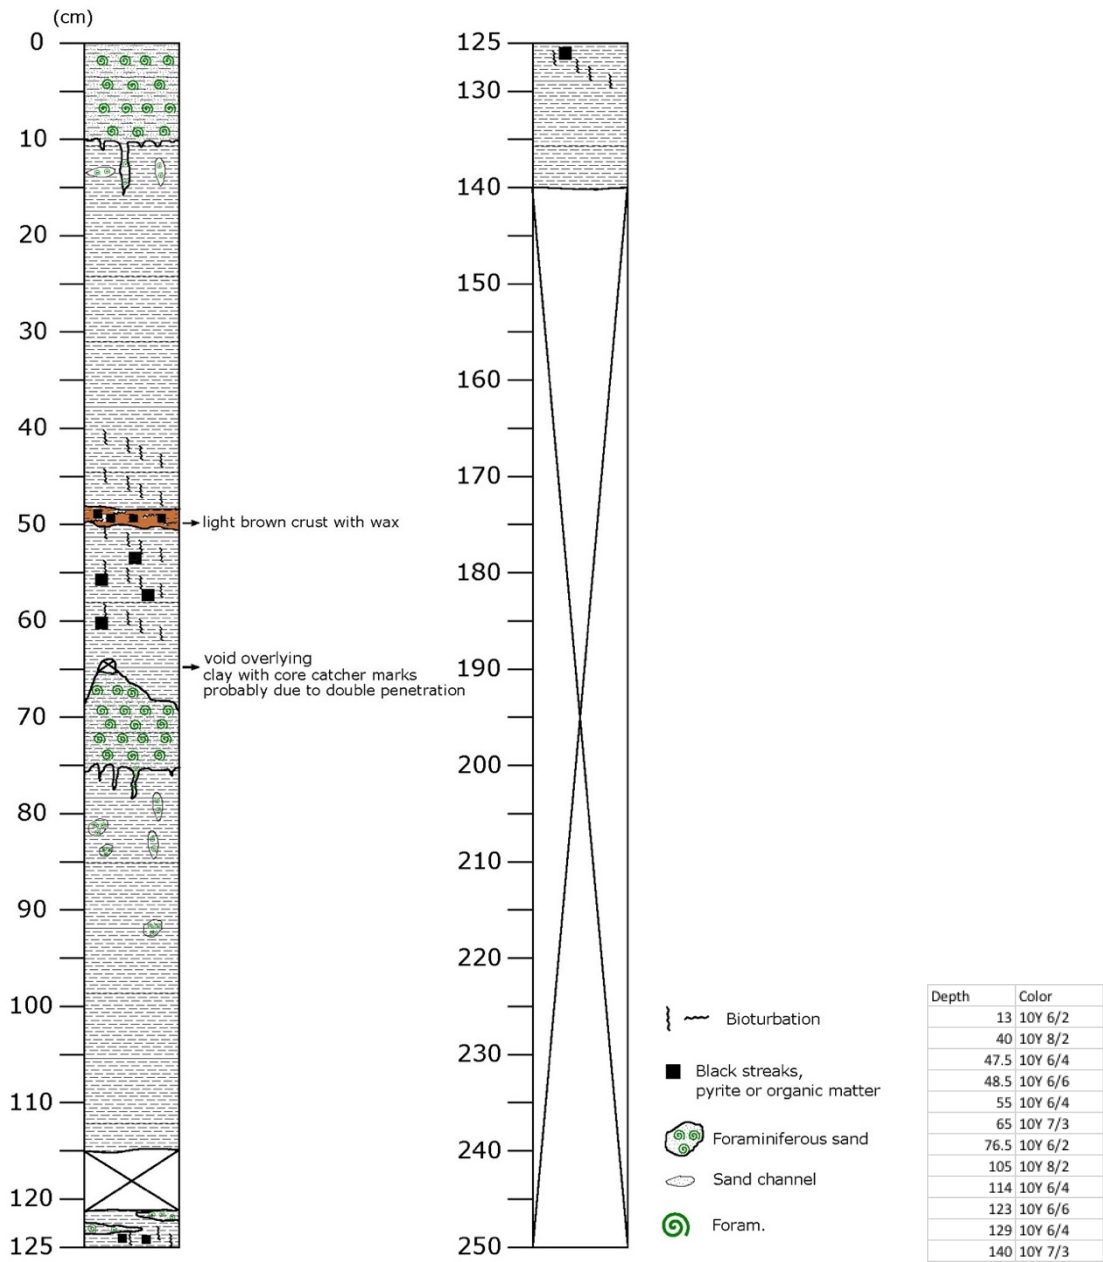 (cm)
0
10
20
30
40
50
60
70
80
90
100
110
120
125
light brown crust with wax
void overlying
clay with core catcher marks
probably due to double penetration
125
130
140
150
160
170
180
190
200
210
220
230
240
250
Bioturbation
Black streaks,
pyrite or organic matter
Foraminiferous sand
Sand channel
Foram.
Depth Color
13 10Y 6/2
40 10Y 8/2
47.5 10Y 6/4
48.5 10Y 6/6
55 10Y 6/4
65 10Y 7/3
76.5 10Y 6/2
105 10Y 8/2
114 10Y 6/4
123 10Y 6/6
129 10Y 6/4
140 10Y 7/3